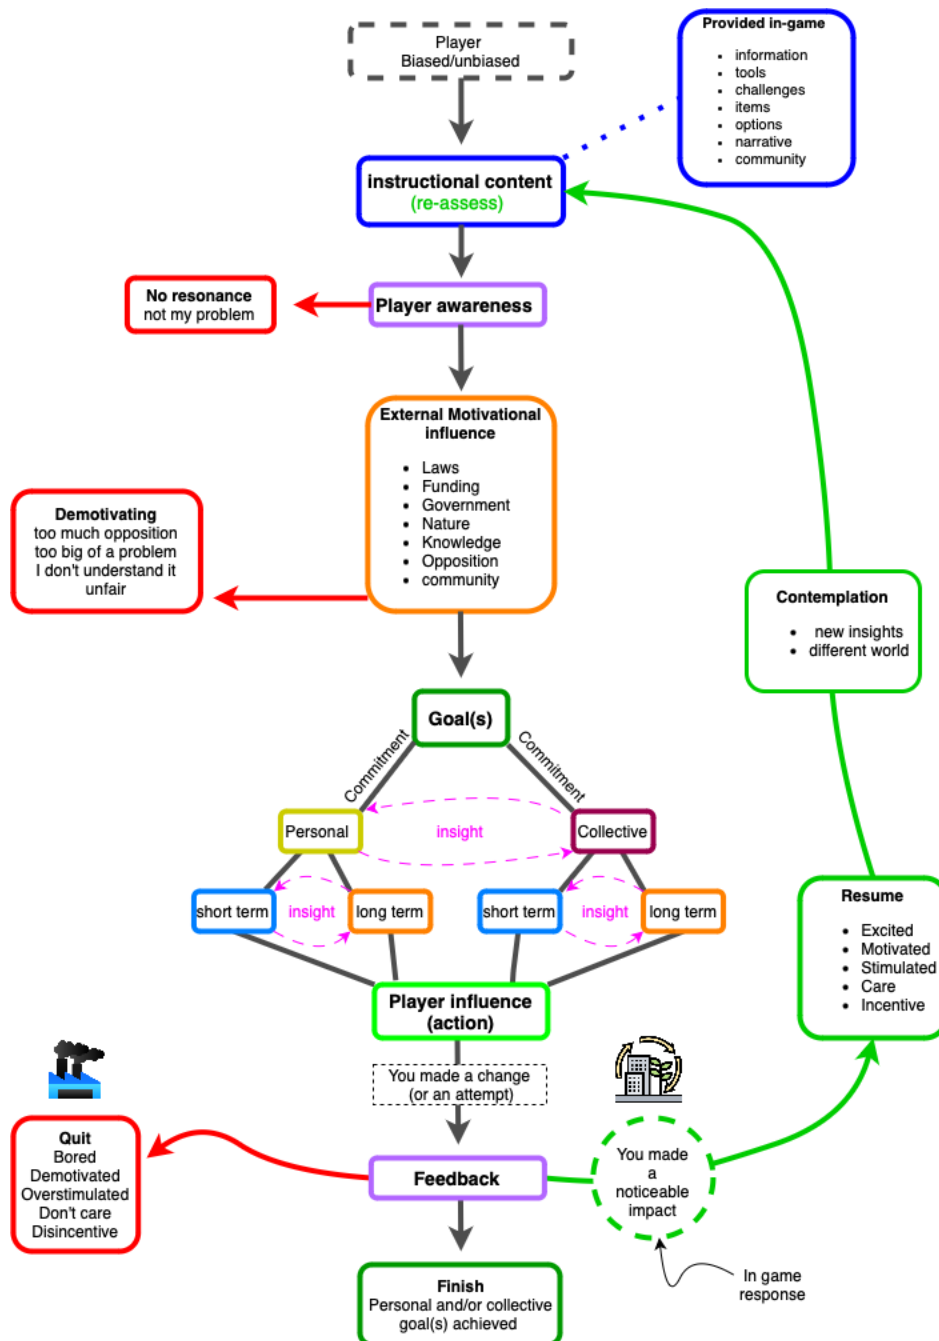 Player
Biased/unbiased
Provided in-game
information
tools
challenges
items
options
narrative
community
instructional content
(re-assess)
No resonance
not my problem
Player awareness
External Motivational
influence
Laws
Funding
Government
Nature
Knowledge
Opposition
community
Demotivating
too much opposition
too big of a problem
I don't understand it
unfair
Contemplation
new insights
different world
Goal(s)
Commitment
Commitment
Personal
insight
Collective
short term
insight
long term
short term
insight
long term
Resume
Excited
Motivated
Stimulated
Care
Incentive
Player influence
(action)
You made a change
(or an attempt)
Quit
Bored
Demotivated
Overstimulated
Don't care
Disincentive
Feedback
You made
a
noticeable
impact
In game
response
Finish
Personal and/or collective
goal(s) achieved